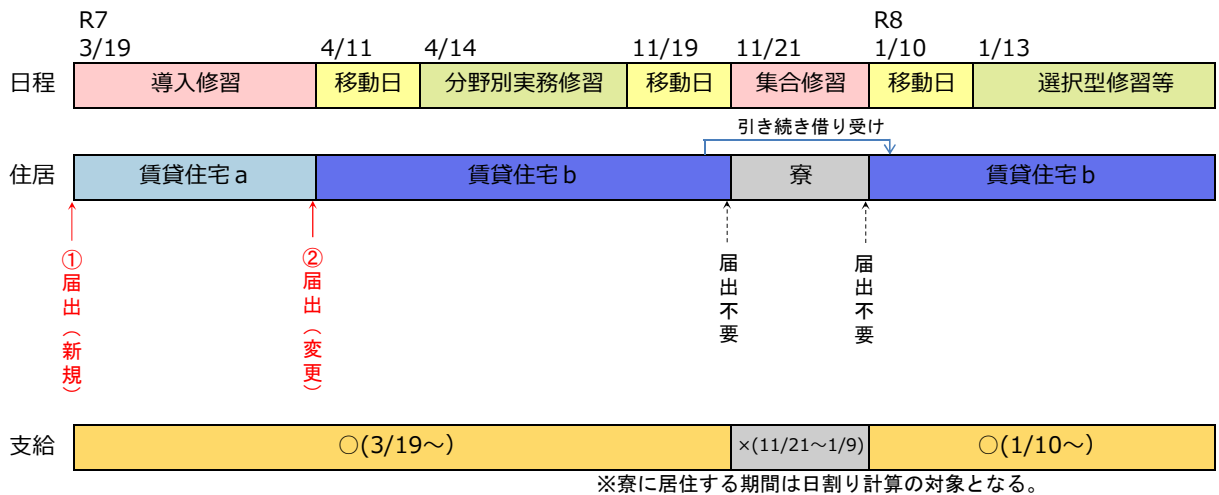 R7
R8
3/19
4/11
4/14
11/19
11/21
1/10
1/13
日程
導入修習
移動日
分野別実務修習
移動日
集合修習
移動日
選択型修習等
引き続き借り受け
住居
賃貸住宅a
賃貸住宅b
寮
賃貸住宅b
①届出(新規)
②届出(変更)
届出不要
届出不要
支給
○(3/19~)
×(11/21~1/9)
○(1/10~)
※寮に居住する期間は日割り計算の対象となる。